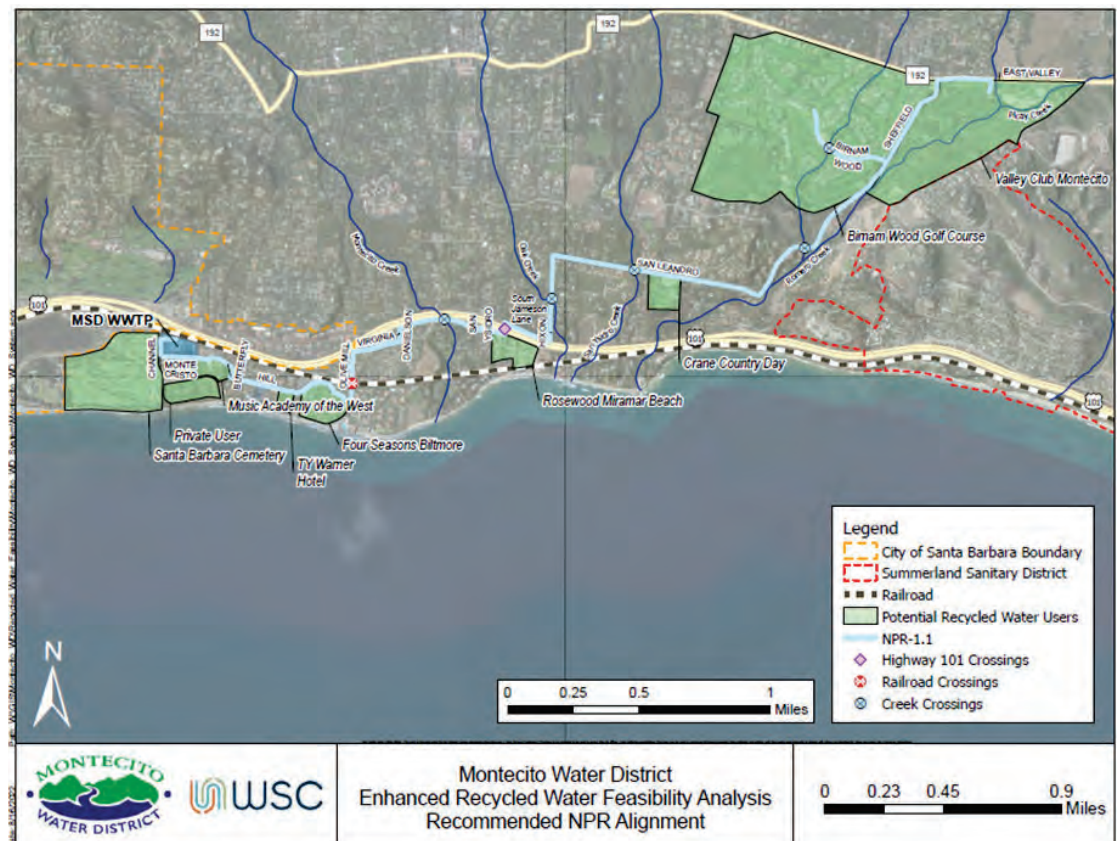 192
192
192
EAST VALLEY
Picay Creek
SHEFFIELD
BIRNAM
WOOD
Valley Club Montecito
Birnam Wood Golf Course
Romero Creek
Montecito Creek
Oak Creek
SAN LEANDRO
South
Jameson
Lane
San Ysidro Creek
101
MSD WWTP
CHANNEL
MONTE
CRISTO
BUTTERFLY
HILL
OLIVE MILL
VIRGINIA
DANIELSON
SAN
YSIDRO
NIXON
101
101
Crane Country Day
Rosewood Miramar Beach
Music Academy of the West
Private User
Santa Barbara Cemetery
TY Warner
Hotel
Four Seasons Biltmore
Legend
City of Santa Barbara Boundary
Summerland Sanitary District
Railroad
Potential Recycled Water Users
NPR-1.1
Highway 101 Crossings
Railroad Crossings
Creek Crossings
N
0 0.25 0.5 1
Miles
MONTECITO
WATER DISTRICT
WSC
Montecito Water District
Enhanced Recycled Water Feasibility Analysis
Recommended NPR Alignment
0 0.23 0.45 0.9
Miles